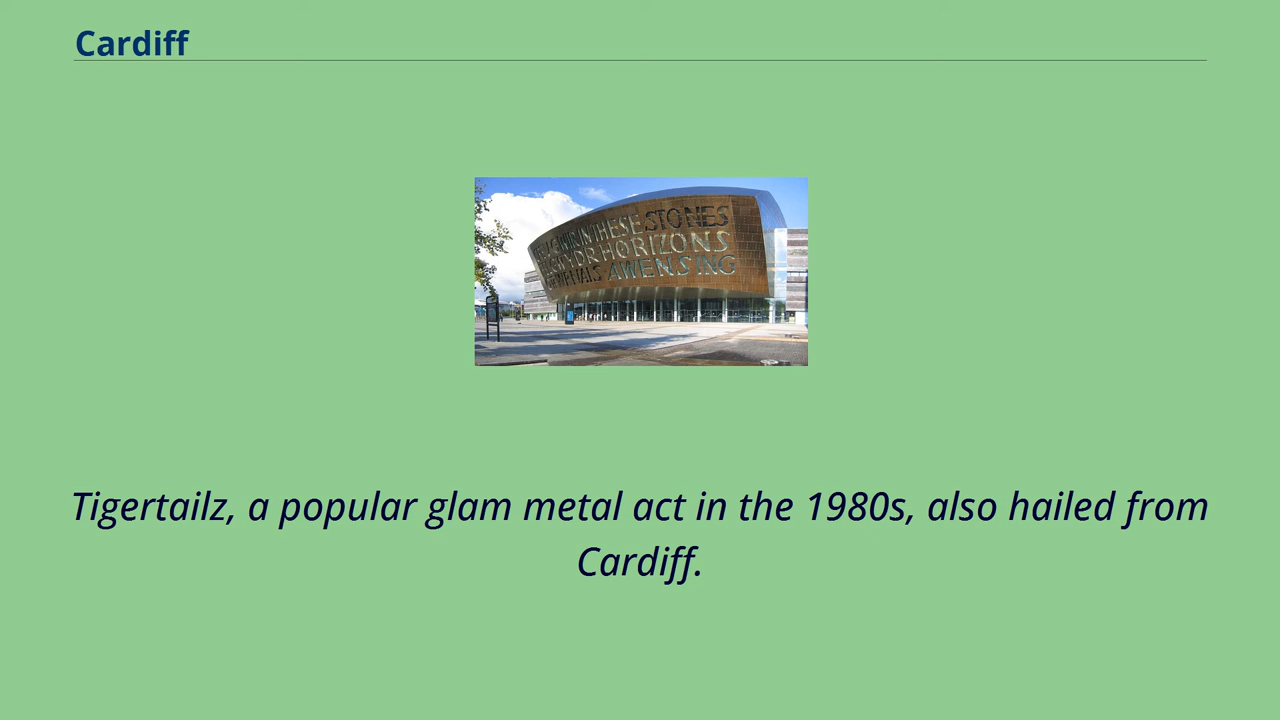 Cardiff
IN THESE STONES
HORIZONS
AWEN SING
Tigertailz, a popular glam metal act in the 1980s, also hailed from
Cardiff.